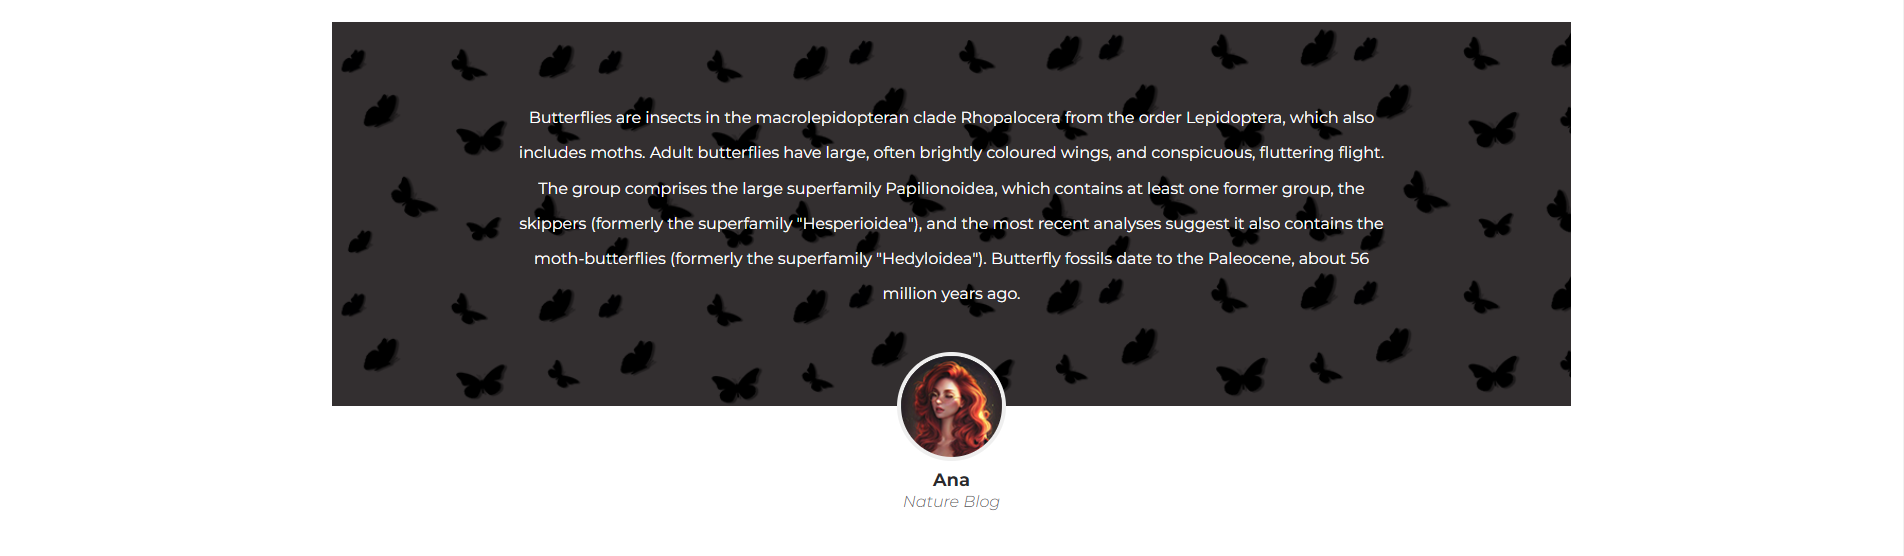 Butterflies are insects in the macrolepidopteran clade Rhopalocera from the order Lepidoptera, which also
includes moths. Adult butterflies have large, often brightly coloured wings, and conspicuous, fluttering flight.
The group comprises the large superfamily Papilionoidea, which contains at least one former group, the
skippers (formerly the superfamily "Hesperioidea"), and the most recent analyses suggest it also contains the
moth-butterflies (formerly the superfamily "Hedyloidea"). Butterfly fossils date to the Paleocene, about 56
million years ago.
Ana
Nature Blog